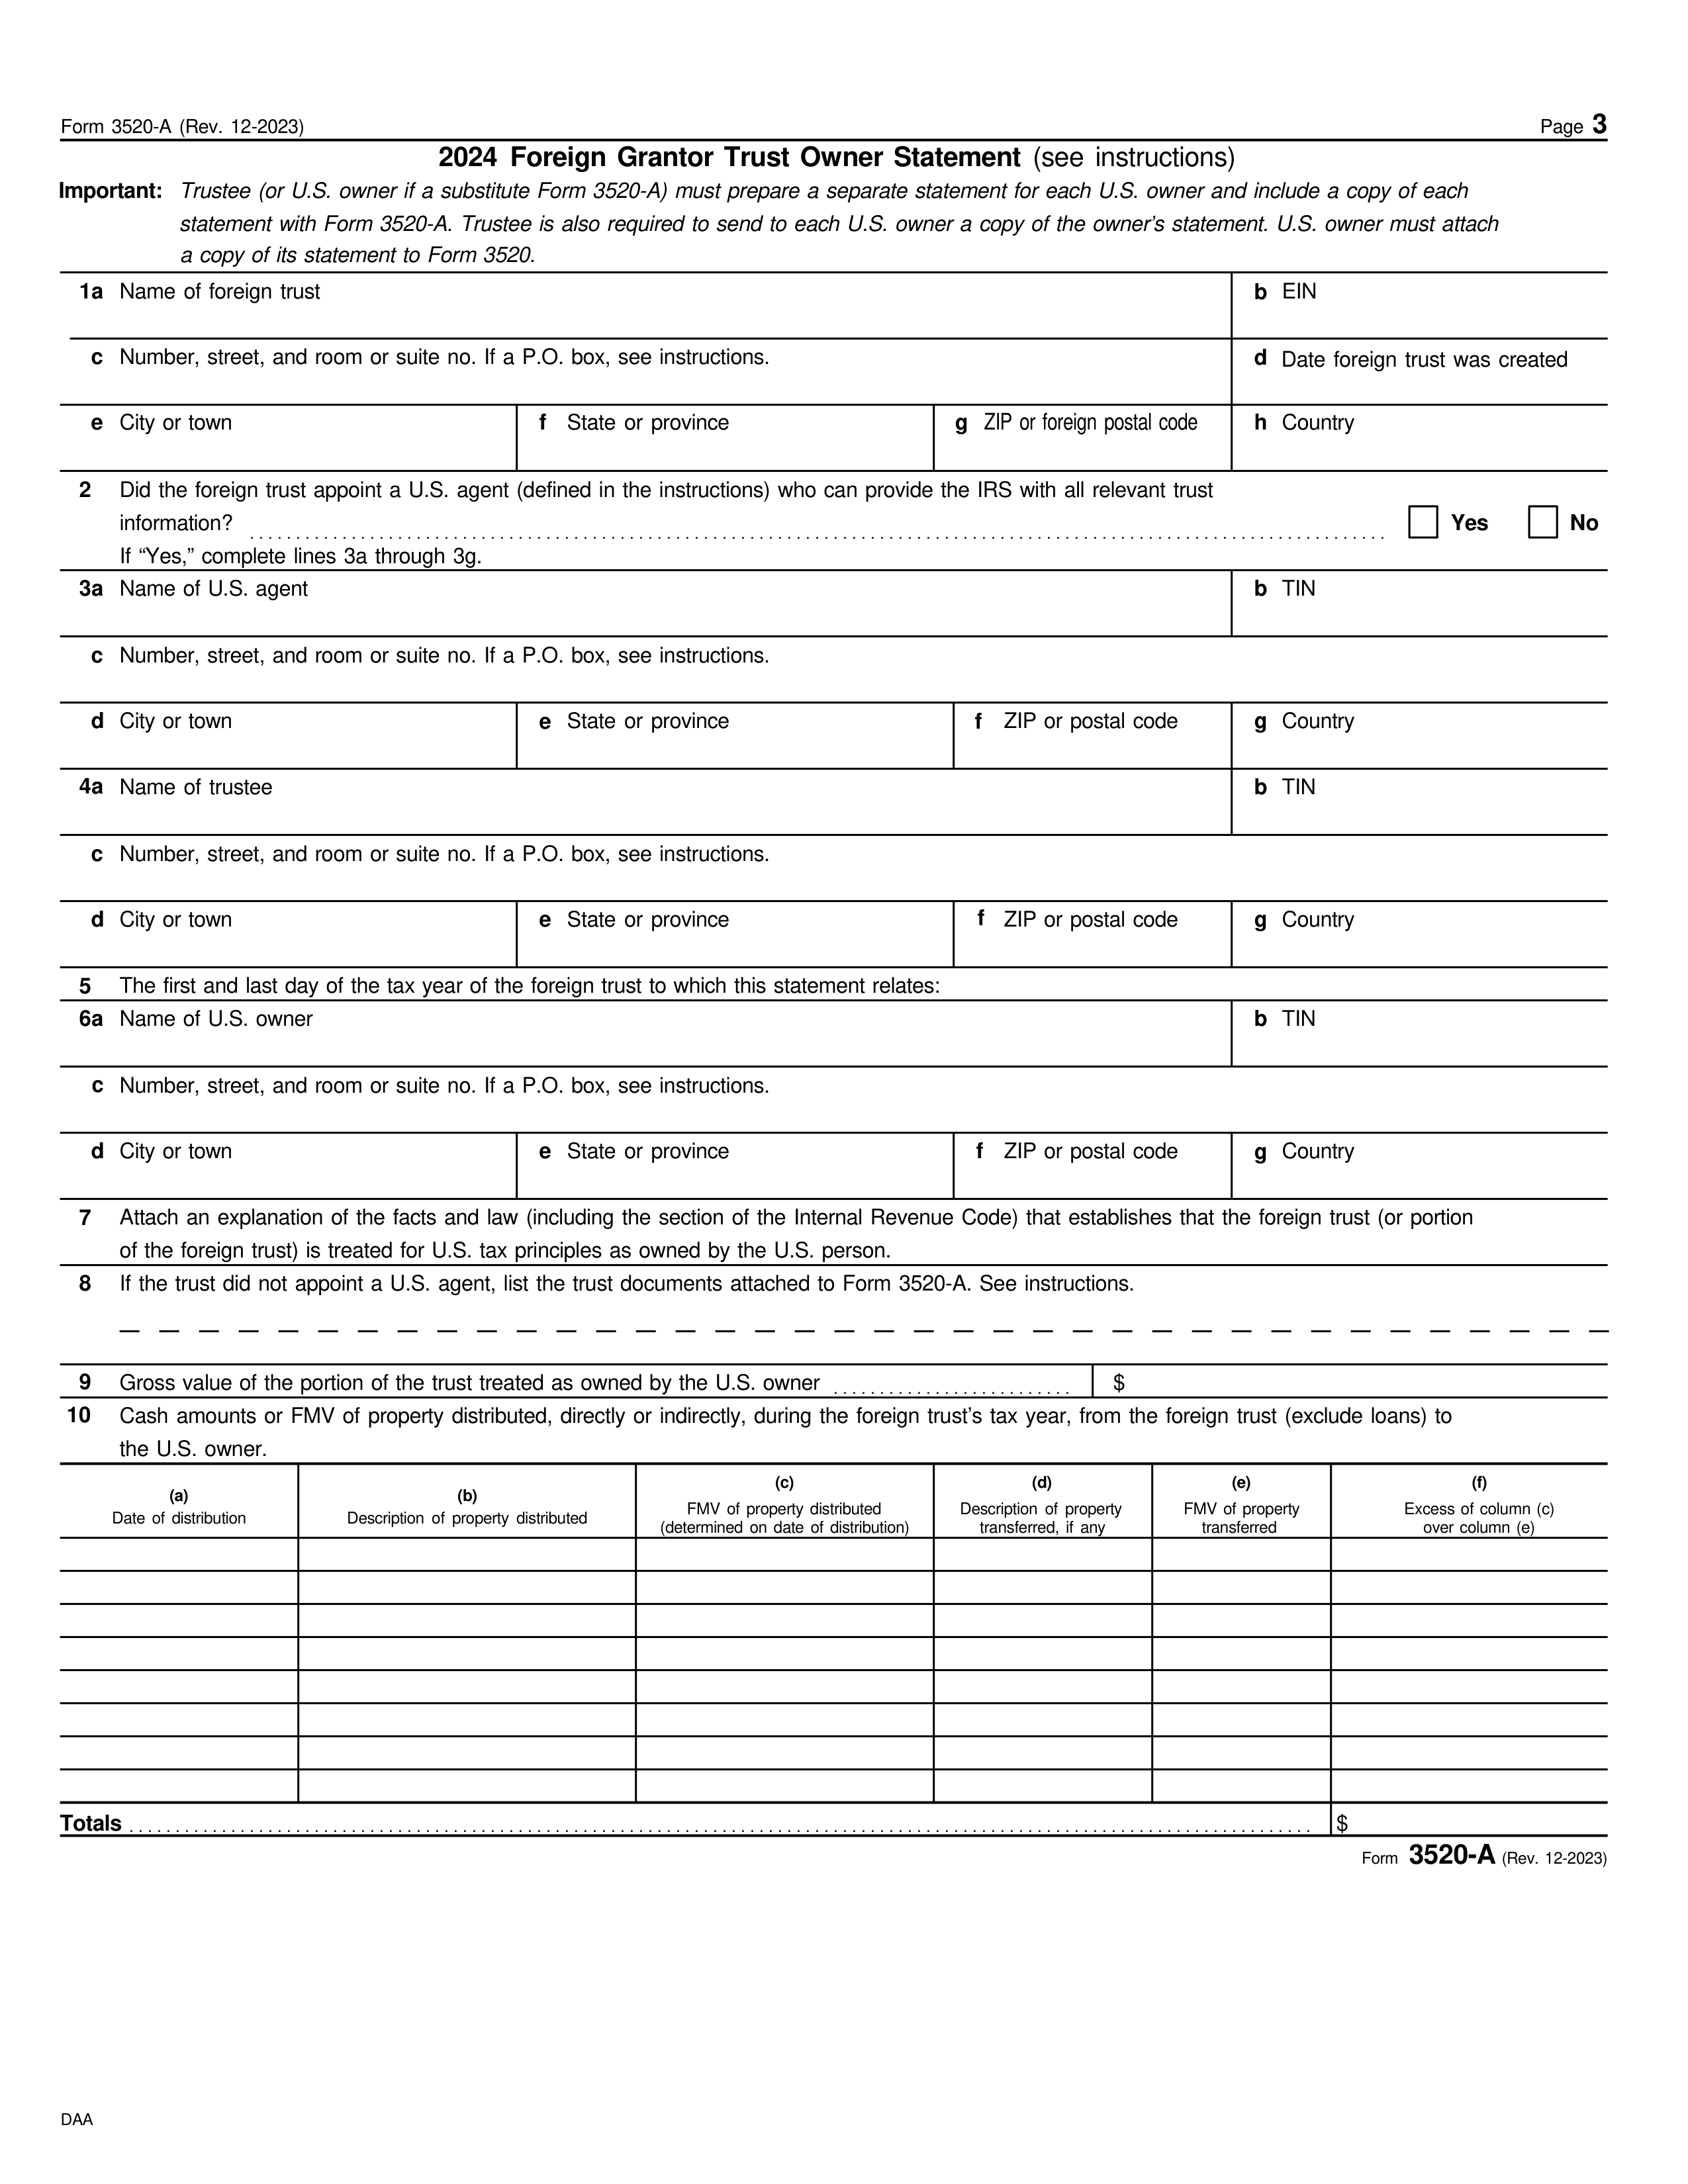 Form 3520-A (Rev. 12-2023) Page 3
2024 Foreign Grantor Trust Owner Statement (see instructions)
Important: Trustee (or U.S. owner if a substitute Form 3520-A) must prepare a separate statement for each U.S. owner and include a copy of each
statement with Form 3520-A. Trustee is also required to send to each U.S. owner a copy of the owner's statement. U.S. owner must attach
a copy of its statement to Form 3520.
1a Name of foreign trust b EIN
c Number, street, and room or suite no. If a P.O. box, see instructions. d Date foreign trust was created
e City or town f State or province g ZIP or foreign postal code h Country
2 Did the foreign trust appoint a U.S. agent (defined in the instructions) who can provide the IRS with all relevant trust
information? Yes No
If “Yes,” complete lines 3a through 3g.
3a Name of U.S. agent b TIN
c Number, street, and room or suite no. If a P.O. box, see instructions.
d City or town e State or province f ZIP or postal code g Country
4a Name of trustee b TIN
c Number, street, and room or suite no. If a P.O. box, see instructions.
d City or town e State or province f ZIP or postal code g Country
5 The first and last day of the tax year of the foreign trust to which this statement relates:
6a Name of U.S. owner b TIN
c Number, street, and room or suite no. If a P.O. box, see instructions.
d City or town e State or province f ZIP or postal code g Country
7 Attach an explanation of the facts and law (including the section of the Internal Revenue Code) that establishes that the foreign trust (or portion
of the foreign trust) is treated for U.S. tax principles as owned by the U.S. person.
8 If the trust did not appoint a U.S. agent, list the trust documents attached to Form 3520-A. See instructions.
9 Gross value of the portion of the trust treated as owned by the U.S. owner $
10 Cash amounts or FMV of property distributed, directly or indirectly, during the foreign trust's tax year, from the foreign trust (exclude loans) to
the U.S. owner.
(a)
Date of distribution
(b)
Description of property distributed
(c)
FMV of property distributed
(determined on date of distribution)
(d)
Description of property
transferred, if any
(e)
FMV of property
transferred
(f)
Excess of column (c)
over column (e)
Totals $
Form 3520-A (Rev. 12-2023)
DAA